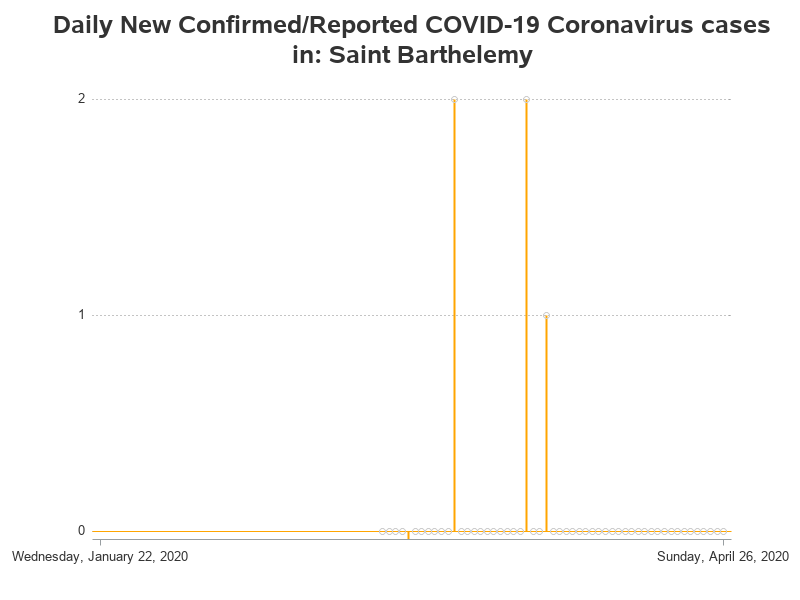 Daily New Confirmed/Reported COVID-19 Coronavirus cases
in: Saint Barthelemy
2
1
0
Wednesday, January 22, 2020
Sunday, April 26, 2020